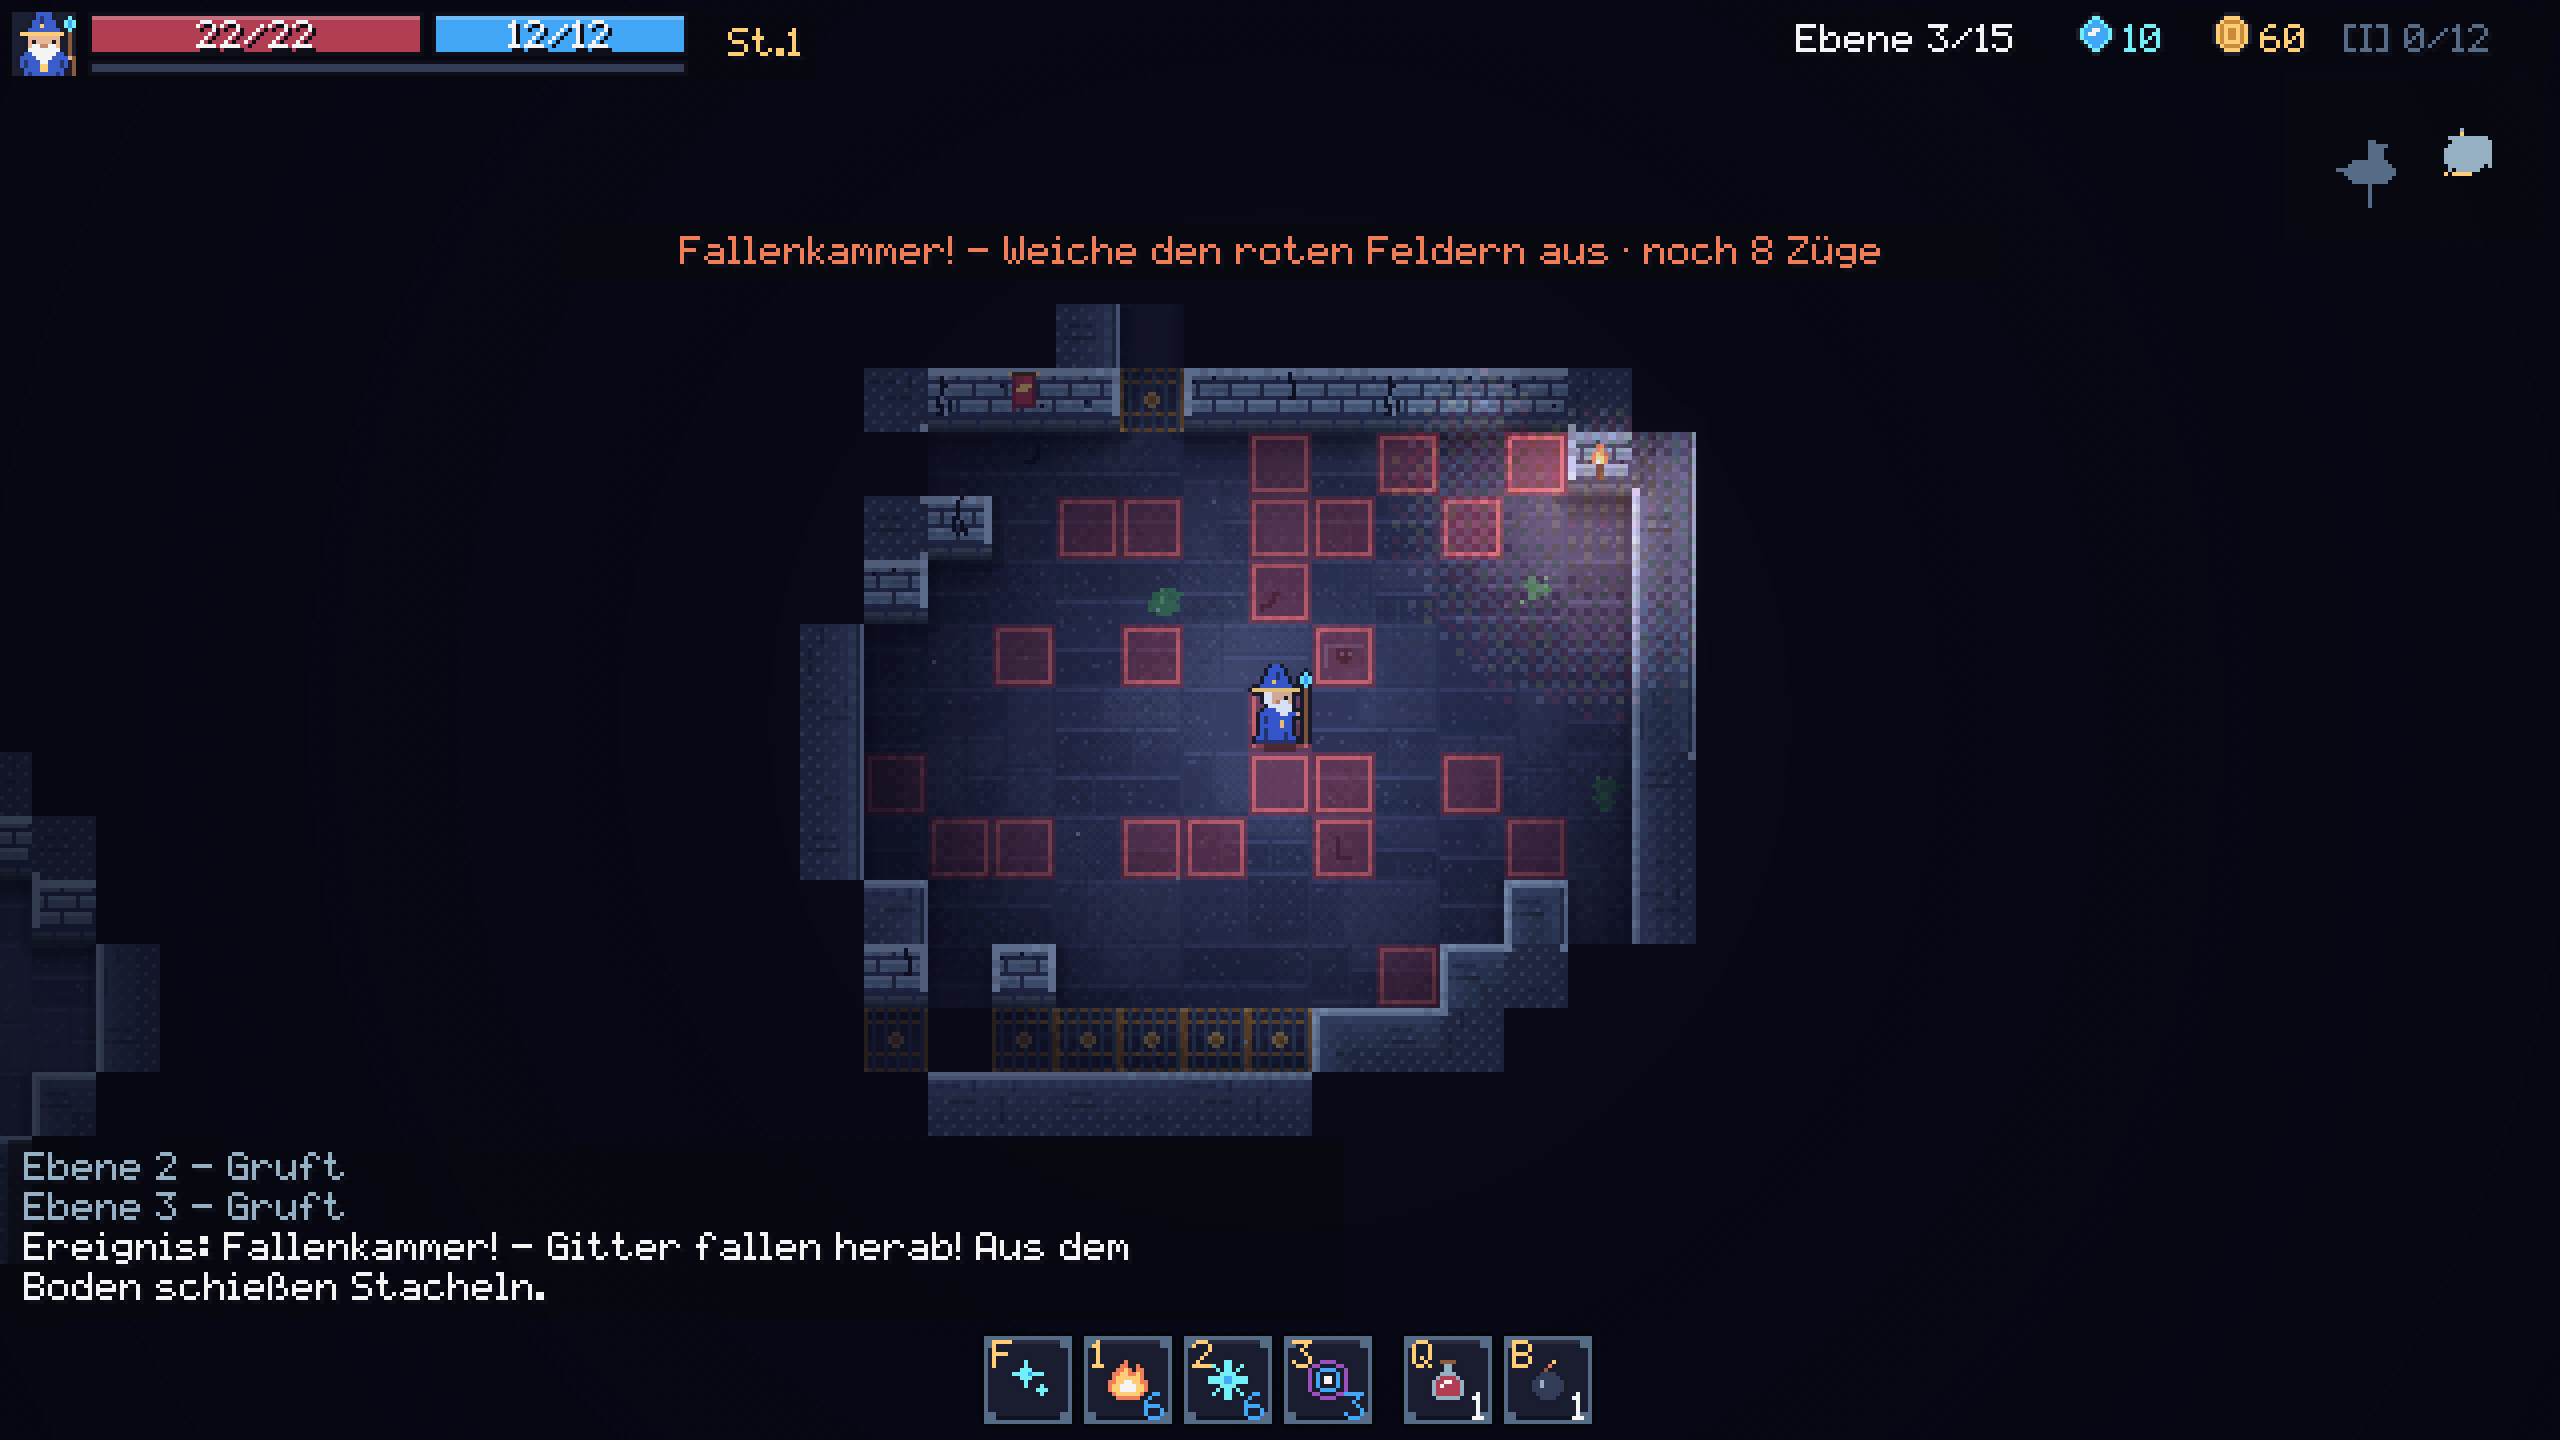 22/22 12/12 St.1 Ebene 3/15 10 60 [I] 0/12
Fallenkammer! – Weiche den roten Feldern aus · noch 8 Züge
Ebene 2 – Gruft
Ebene 3 – Gruft
Ereignis: Fallenkammer! – Gitter fallen herab! Aus dem
Boden schießen Stacheln.
F 1 2 3 Q B
6 6 3 1 1